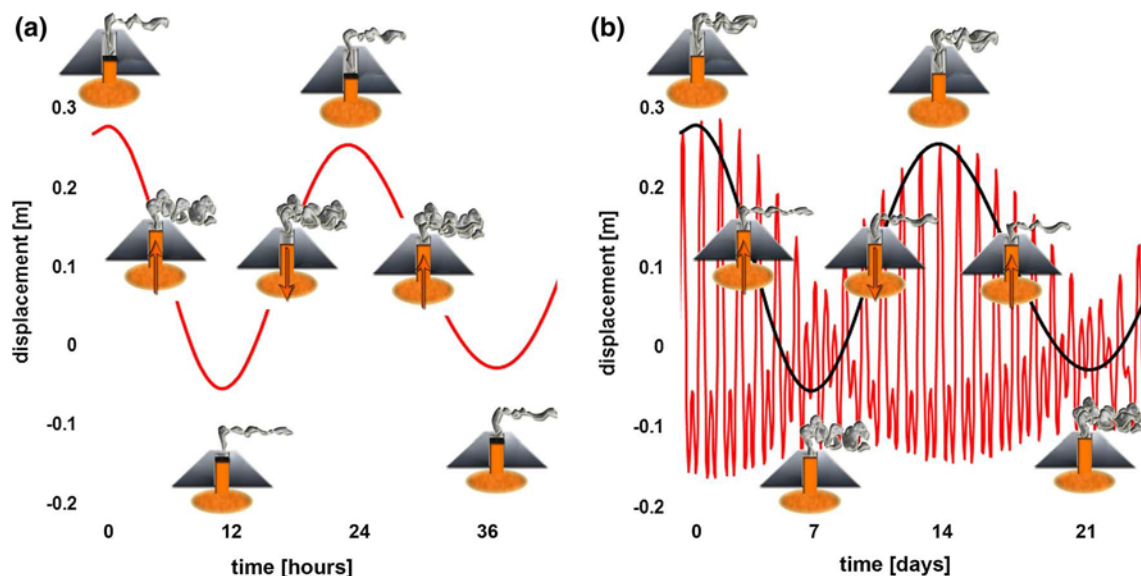 (a)
displacement [m]
0.3
0.2
0.1
0
-0.1
-0.2
0 12 24 36
time [hours]
(b)
displacement [m]
0.3
0.2
0.1
0
-0.1
-0.2
0 7 14 21
time [days]